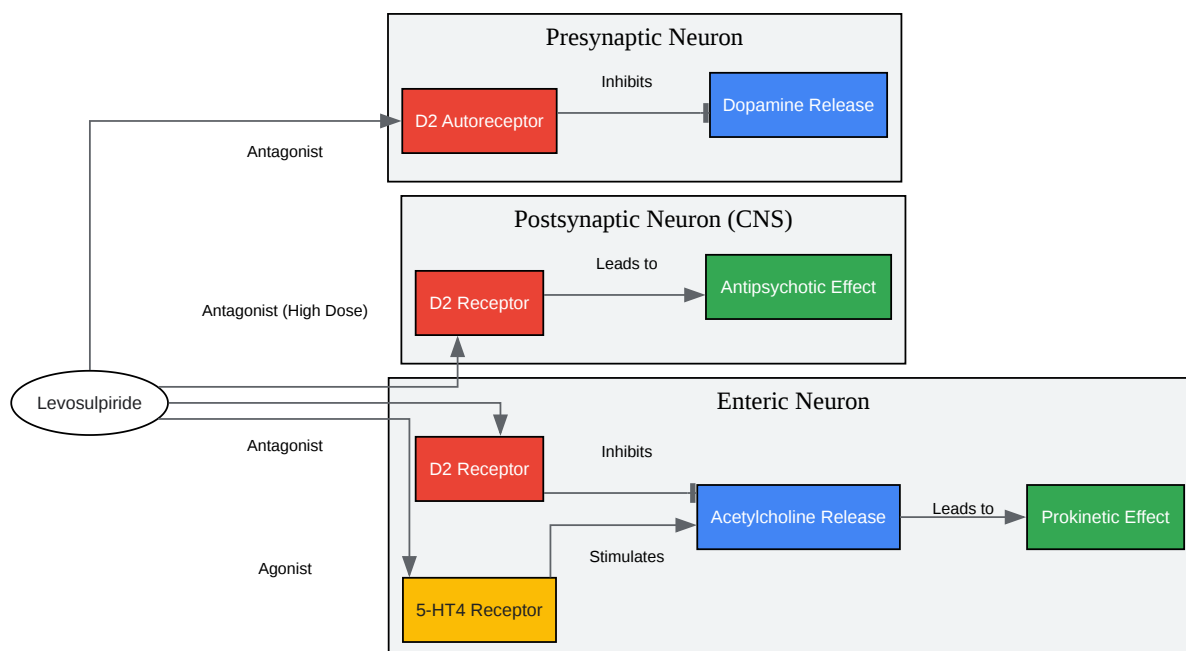 Presynaptic Neuron
Inhibits
D2 Autoreceptor
Dopamine Release
Antagonist
Postsynaptic Neuron (CNS)
Leads to
D2 Receptor
Antipsychotic Effect
Antagonist (High Dose)
Levosulpiride
Enteric Neuron
Antagonist
D2 Receptor
Inhibits
Acetylcholine Release
Leads to
Prokinetic Effect
Stimulates
Agonist
5-HT4 Receptor